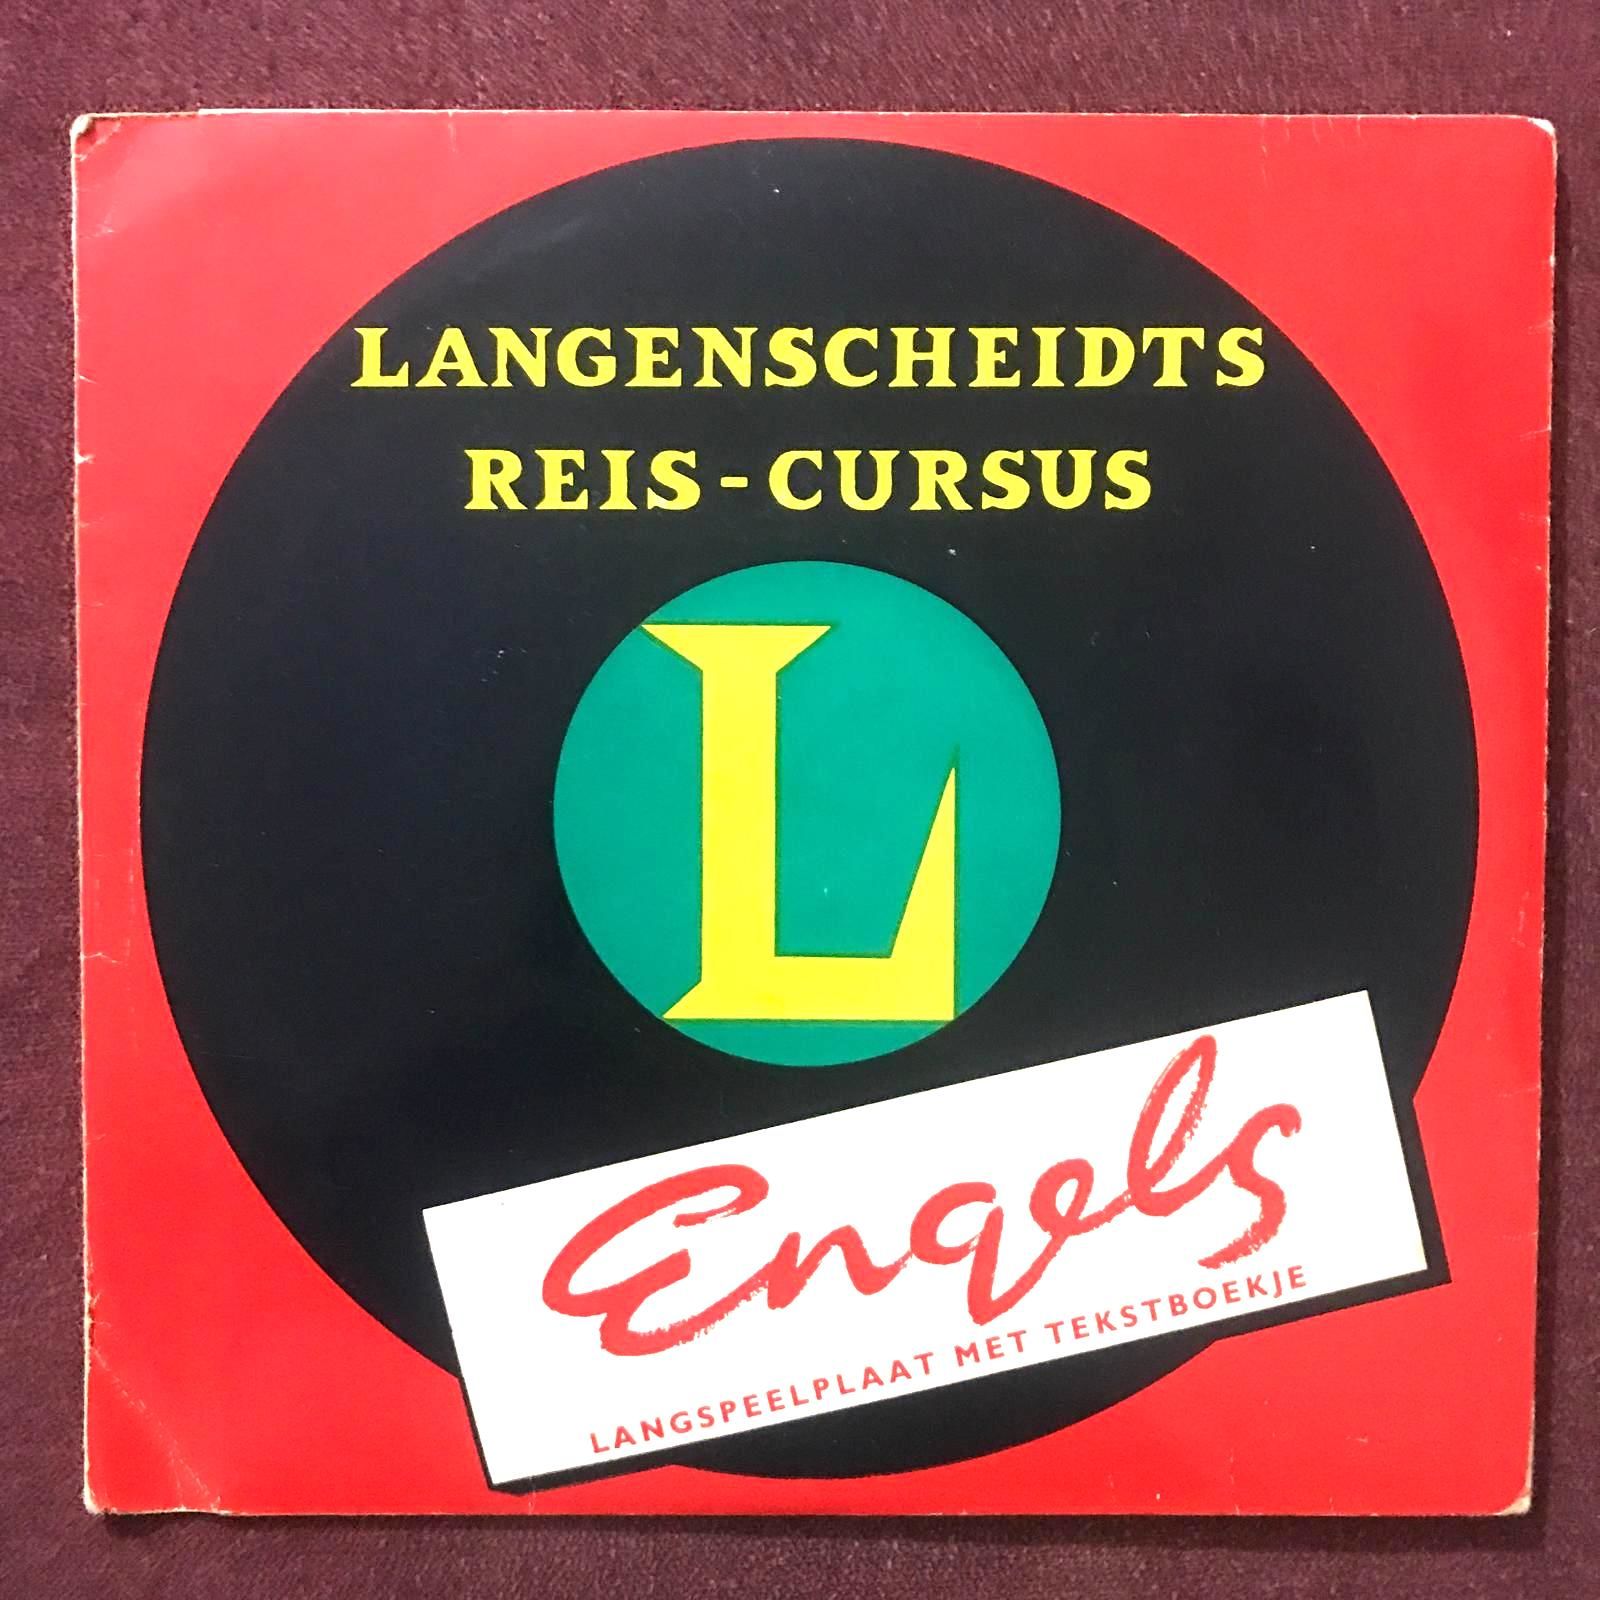 LANGENSCHEIDTS
REIS-CURSUS
L
Engels
LANGSPEELPLAAT MET TEKSTBOEKJE